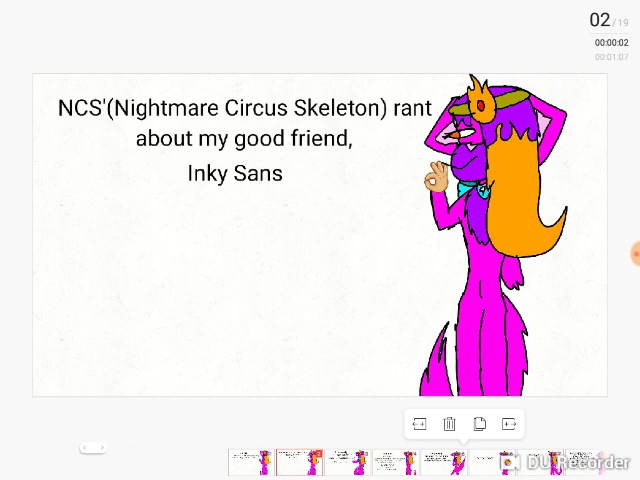 02/19
00:00:02
00:01:07
NCS'(Nightmare Circus Skeleton) rant
about my good friend,
Inky Sans
DU Recorder